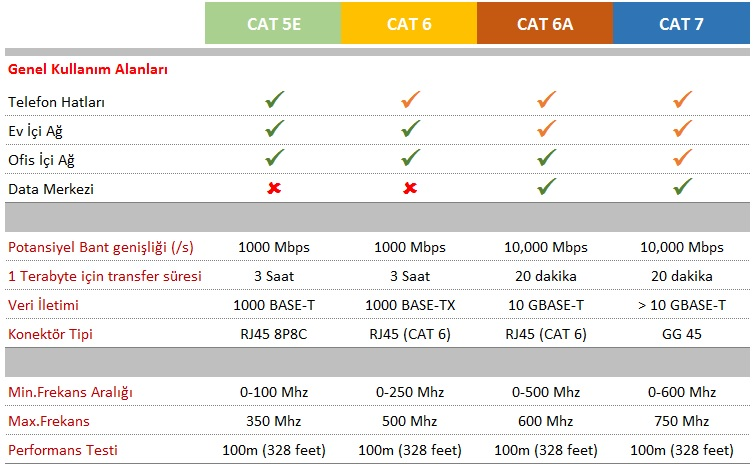 CAT 5E CAT 6 CAT 6A CAT 7
Genel Kullanım Alanları
Telefon Hatları ✓ ✓ ✓ ✓
Ev İçi Ağ ✓ ✓ ✓ ✓
Ofis İçi Ağ ✓ ✓ ✓ ✓
Data Merkezi ✗ ✗ ✓ ✓
Potansiyel Bant genişliği (/s) 1000 Mbps 1000 Mbps 10,000 Mbps 10,000 Mbps
1 Terabyte için transfer süresi 3 Saat 3 Saat 20 dakika 20 dakika
Veri İletimi 1000 BASE-T 1000 BASE-TX 10 GBASE-T > 10 GBASE-T
Konektör Tipi RJ45 8P8C RJ45 (CAT 6) RJ45 (CAT 6) GG 45
Min.Frekans Aralığı 0-100 Mhz 0-250 Mhz 0-500 Mhz 0-600 Mhz
Max.Frekans 350 Mhz 500 Mhz 600 Mhz 750 Mhz
Performans Testi 100m (328 feet) 100m (328 feet) 100m (328 feet) 100m (328 feet)